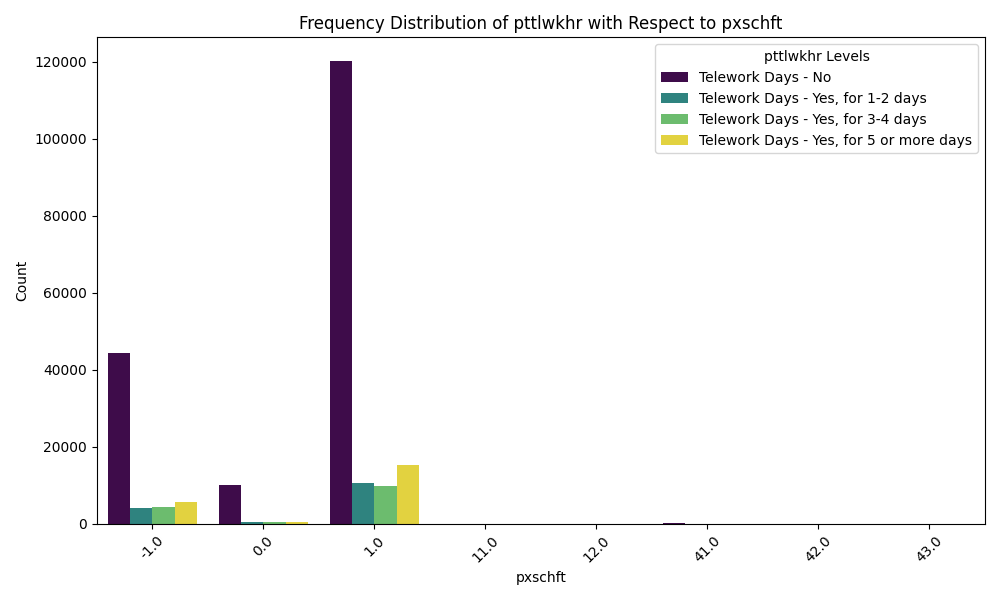 Frequency Distribution of pttlwkhr with Respect to pxschft
pttlwkhr Levels
Telework Days - No
Telework Days - Yes, for 1-2 days
Telework Days - Yes, for 3-4 days
Telework Days - Yes, for 5 or more days
120000
100000
80000
60000
40000
20000
0
Count
-1.0
0.0
1.0
11.0
12.0
41.0
42.0
43.0
pxschft